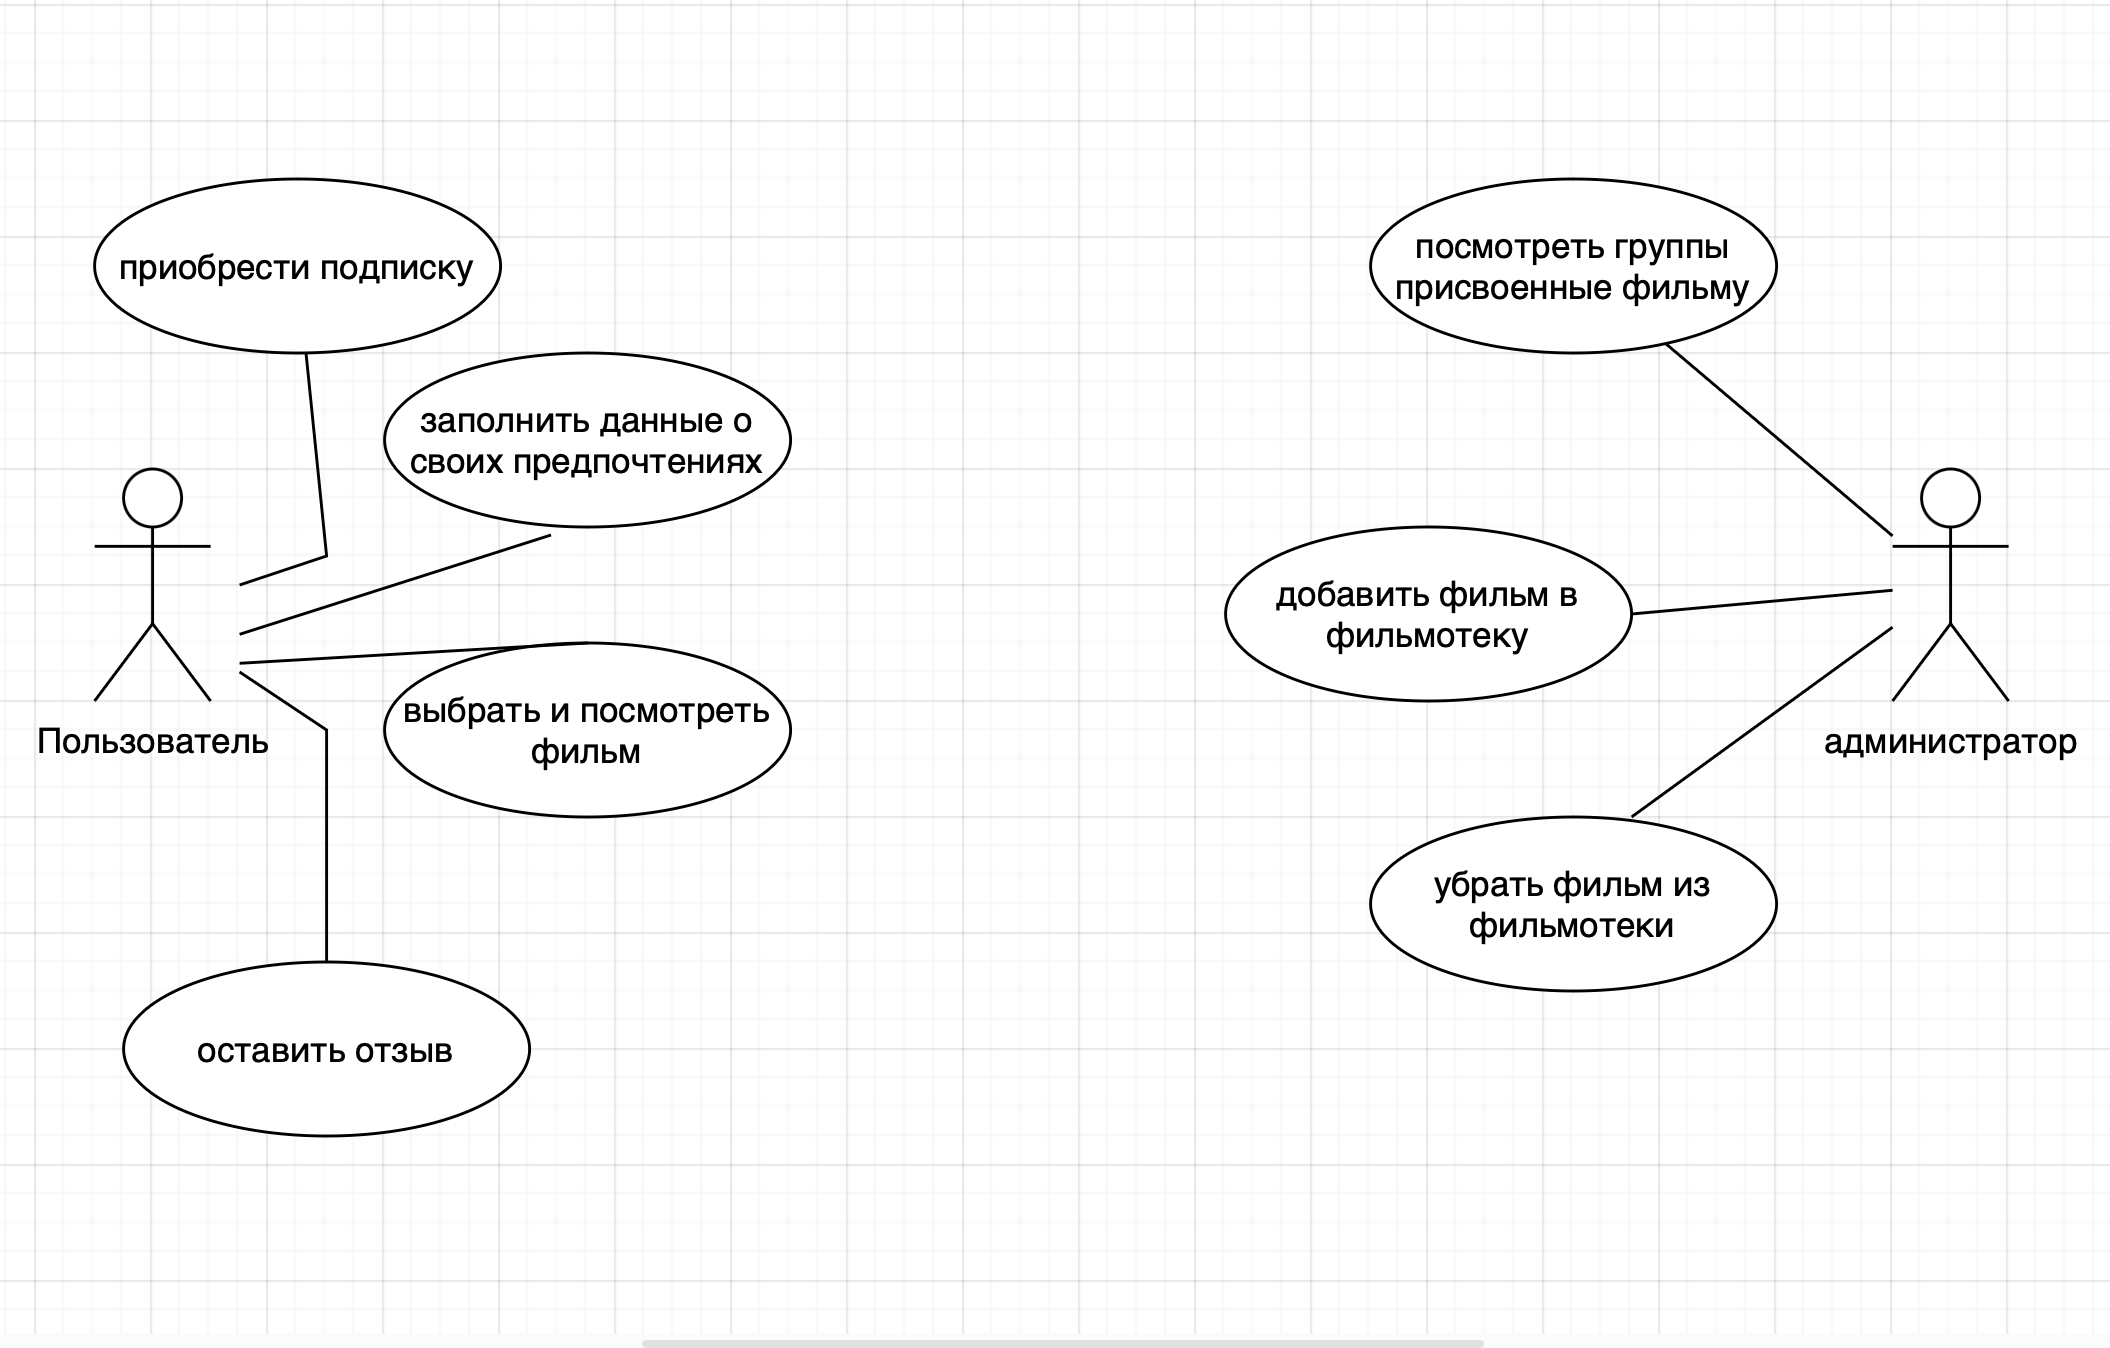 приобрести подписку
заполнить данные о
своих предпочтениях
выбрать и посмотреть
фильм
Пользователь
оставить отзыв
посмотреть группы
присвоенные фильму
добавить фильм в
фильмотеку
администратор
убрать фильм из
фильмотеки